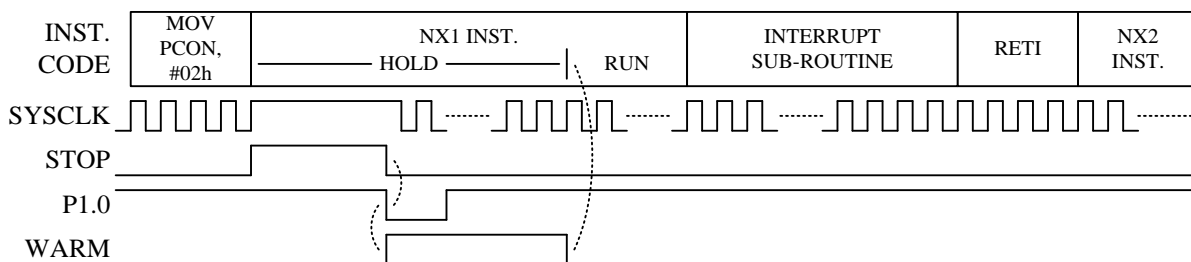 INST.
CODE
MOV
PCON,
#02h
NX1 INST.
HOLD
RUN
INTERRUPT
SUB-ROUTINE
RETI
NX2
INST.
SYSCLK
STOP
P1.0
WARM